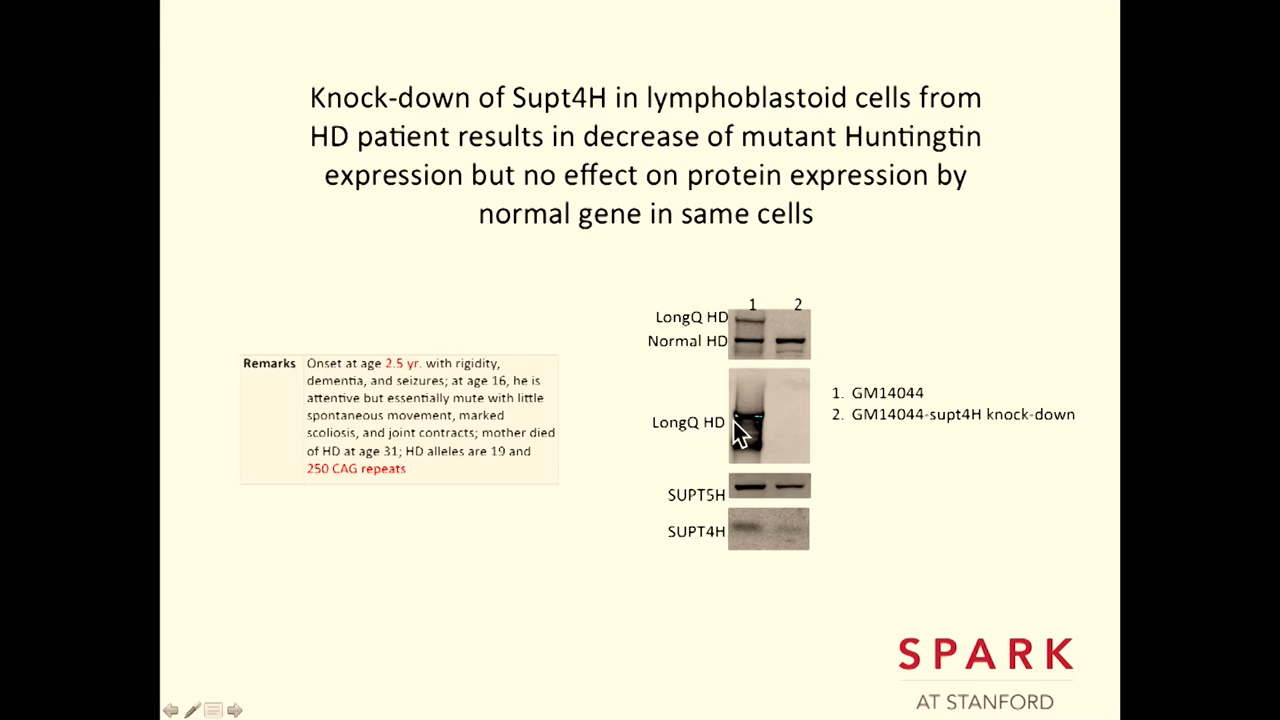 Knock-down of Supt4H in lymphoblastoid cells from
HD patient results in decrease of mutant Huntingtin
expression but no effect on protein expression by
normal gene in same cells
Remarks
Onset at age 2.5 yr. with rigidity,
dementia, and seizures; at age 16, he is
attentive but essentially mute with little
spontaneous movement, marked
scoliosis, and joint contracts; mother died
of HD at age 31; HD alleles are 19 and
250 CAG repeats
1 2
LongQ HD
Normal HD
LongQ HD
SUPT5H
SUPT4H
1. GM14044
2. GM14044-supt4H knock-down
SPARK
AT STANFORD